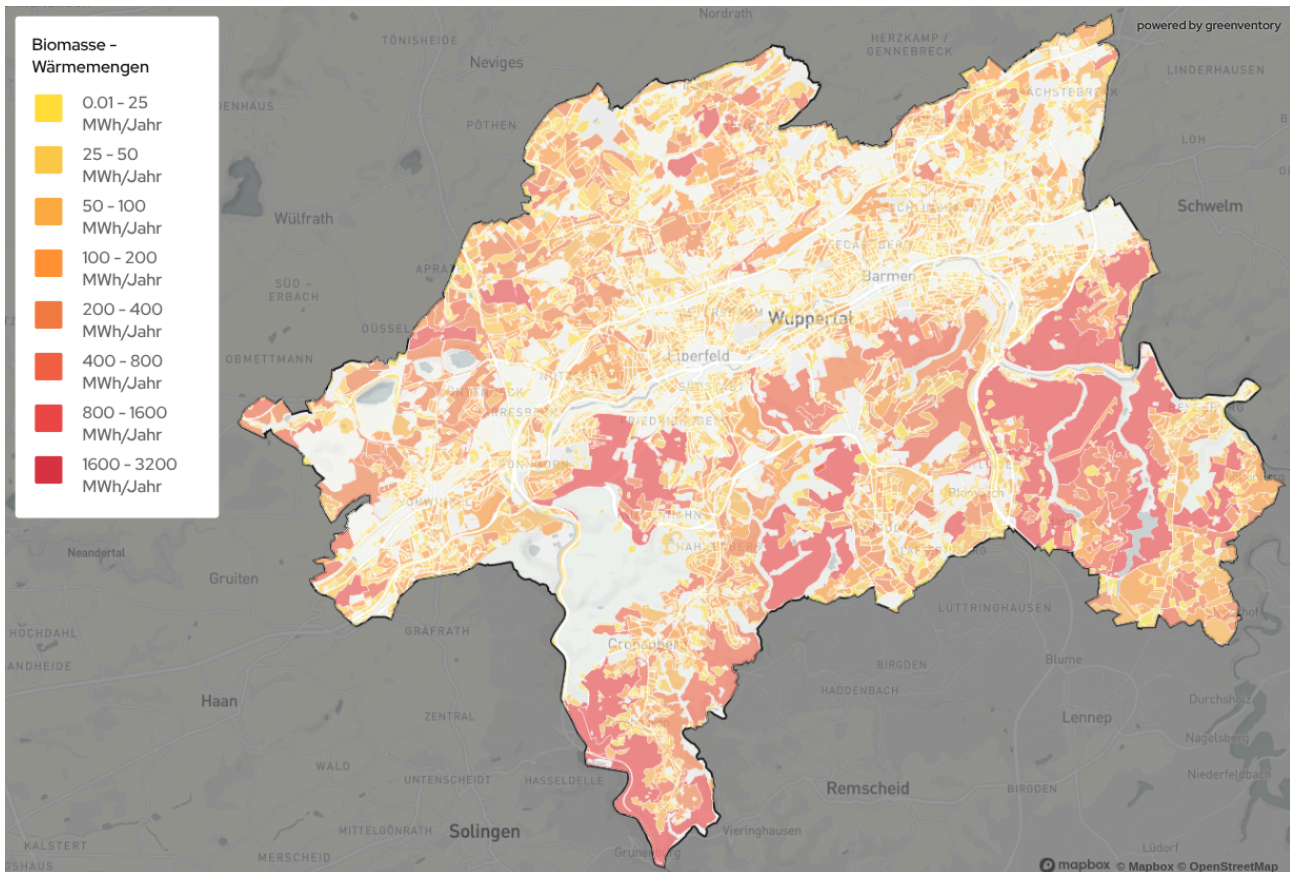 Biomasse -
Wärmemengen
0.01 - 25
MWh/Jahr
25 - 50
MWh/Jahr
50 - 100
MWh/Jahr
100 - 200
MWh/Jahr
200 - 400
MWh/Jahr
400 - 800
MWh/Jahr
800 - 1600
MWh/Jahr
1600 - 3200
MWh/Jahr
powered by greenventory
Nordrath
TÖNISHEIDE
HERZKAMP /
GENNEBRECK
Neviges
LINDERHAUSEN
PÖTHEN
LOH
Wülfrath
Schwelm
SÜD -
ERBACH
DÜSSEL
OBMETTMANN
Barmen
Wuppertal
Elberfeld
Neandertal
Gruiten
HOCHDAHL
GRÄFRATH
LÜTTRINGHAUSEN
Cronenberg
BIRGDEN
Blume
HADDENBACH
Haan
ZENTRAL
Durchsholz
Lennep
Nagelsberg
WALD
UNTENSCHEIDT
HASSELDELLE
Niederfeldbach
Remscheid
BIRGDEN
MITTELGÖNRATH
Solingen
Vieringhausen
KALSTERT
MERSCHEID
Lüdorf
mapbox © Mapbox © OpenStreetMap